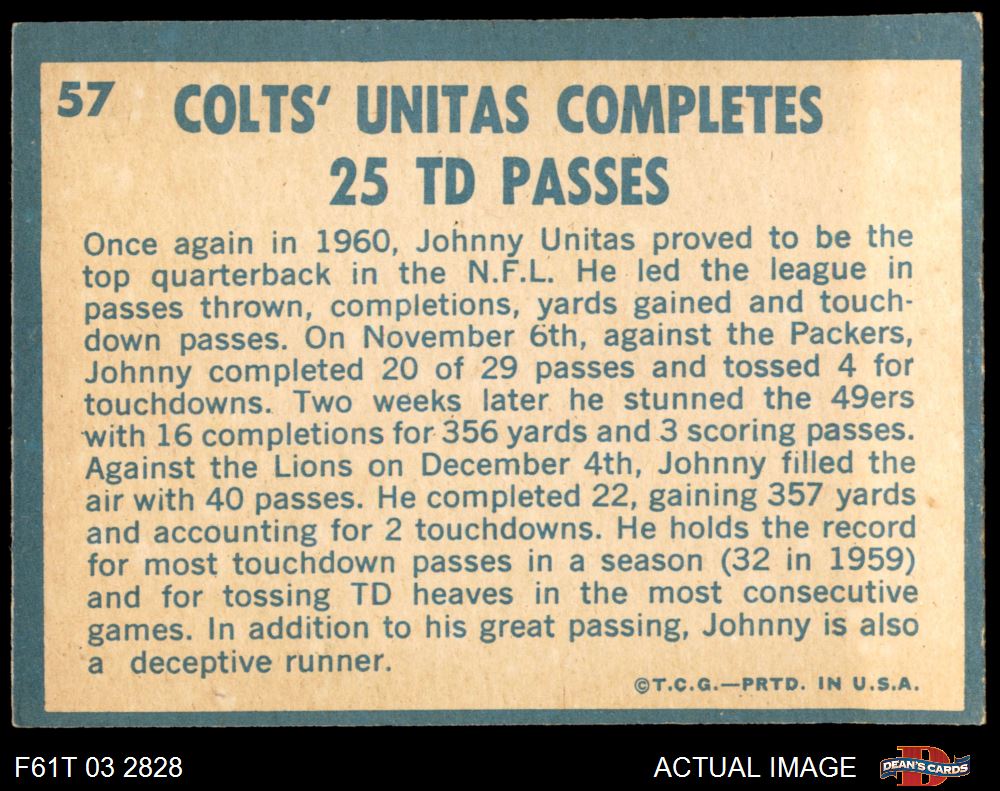 57
COLTS' UNITAS COMPLETES
25 TD PASSES
Once again in 1960, Johnny Unitas proved to be the
top quarterback in the N.F.L. He led the league in
passes thrown, completions, yards gained and touch-
down passes. On November 6th, against the Packers,
Johnny completed 20 of 29 passes and tossed 4 for
touchdowns. Two weeks later he stunned the 49ers
with 16 completions for 356 yards and 3 scoring passes.
Against the Lions on December 4th, Johnny filled the
air with 40 passes. He completed 22, gaining 357 yards
and accounting for 2 touchdowns. He holds the record
for most touchdown passes in a season (32 in 1959)
and for tossing TD heaves in the most consecutive
games. In addition to his great passing, Johnny is also
a deceptive runner.
©T.C.G.—PRTD. IN U.S.A.
F61T 03 2828
ACTUAL IMAGE
D
DEAN'S CARDS